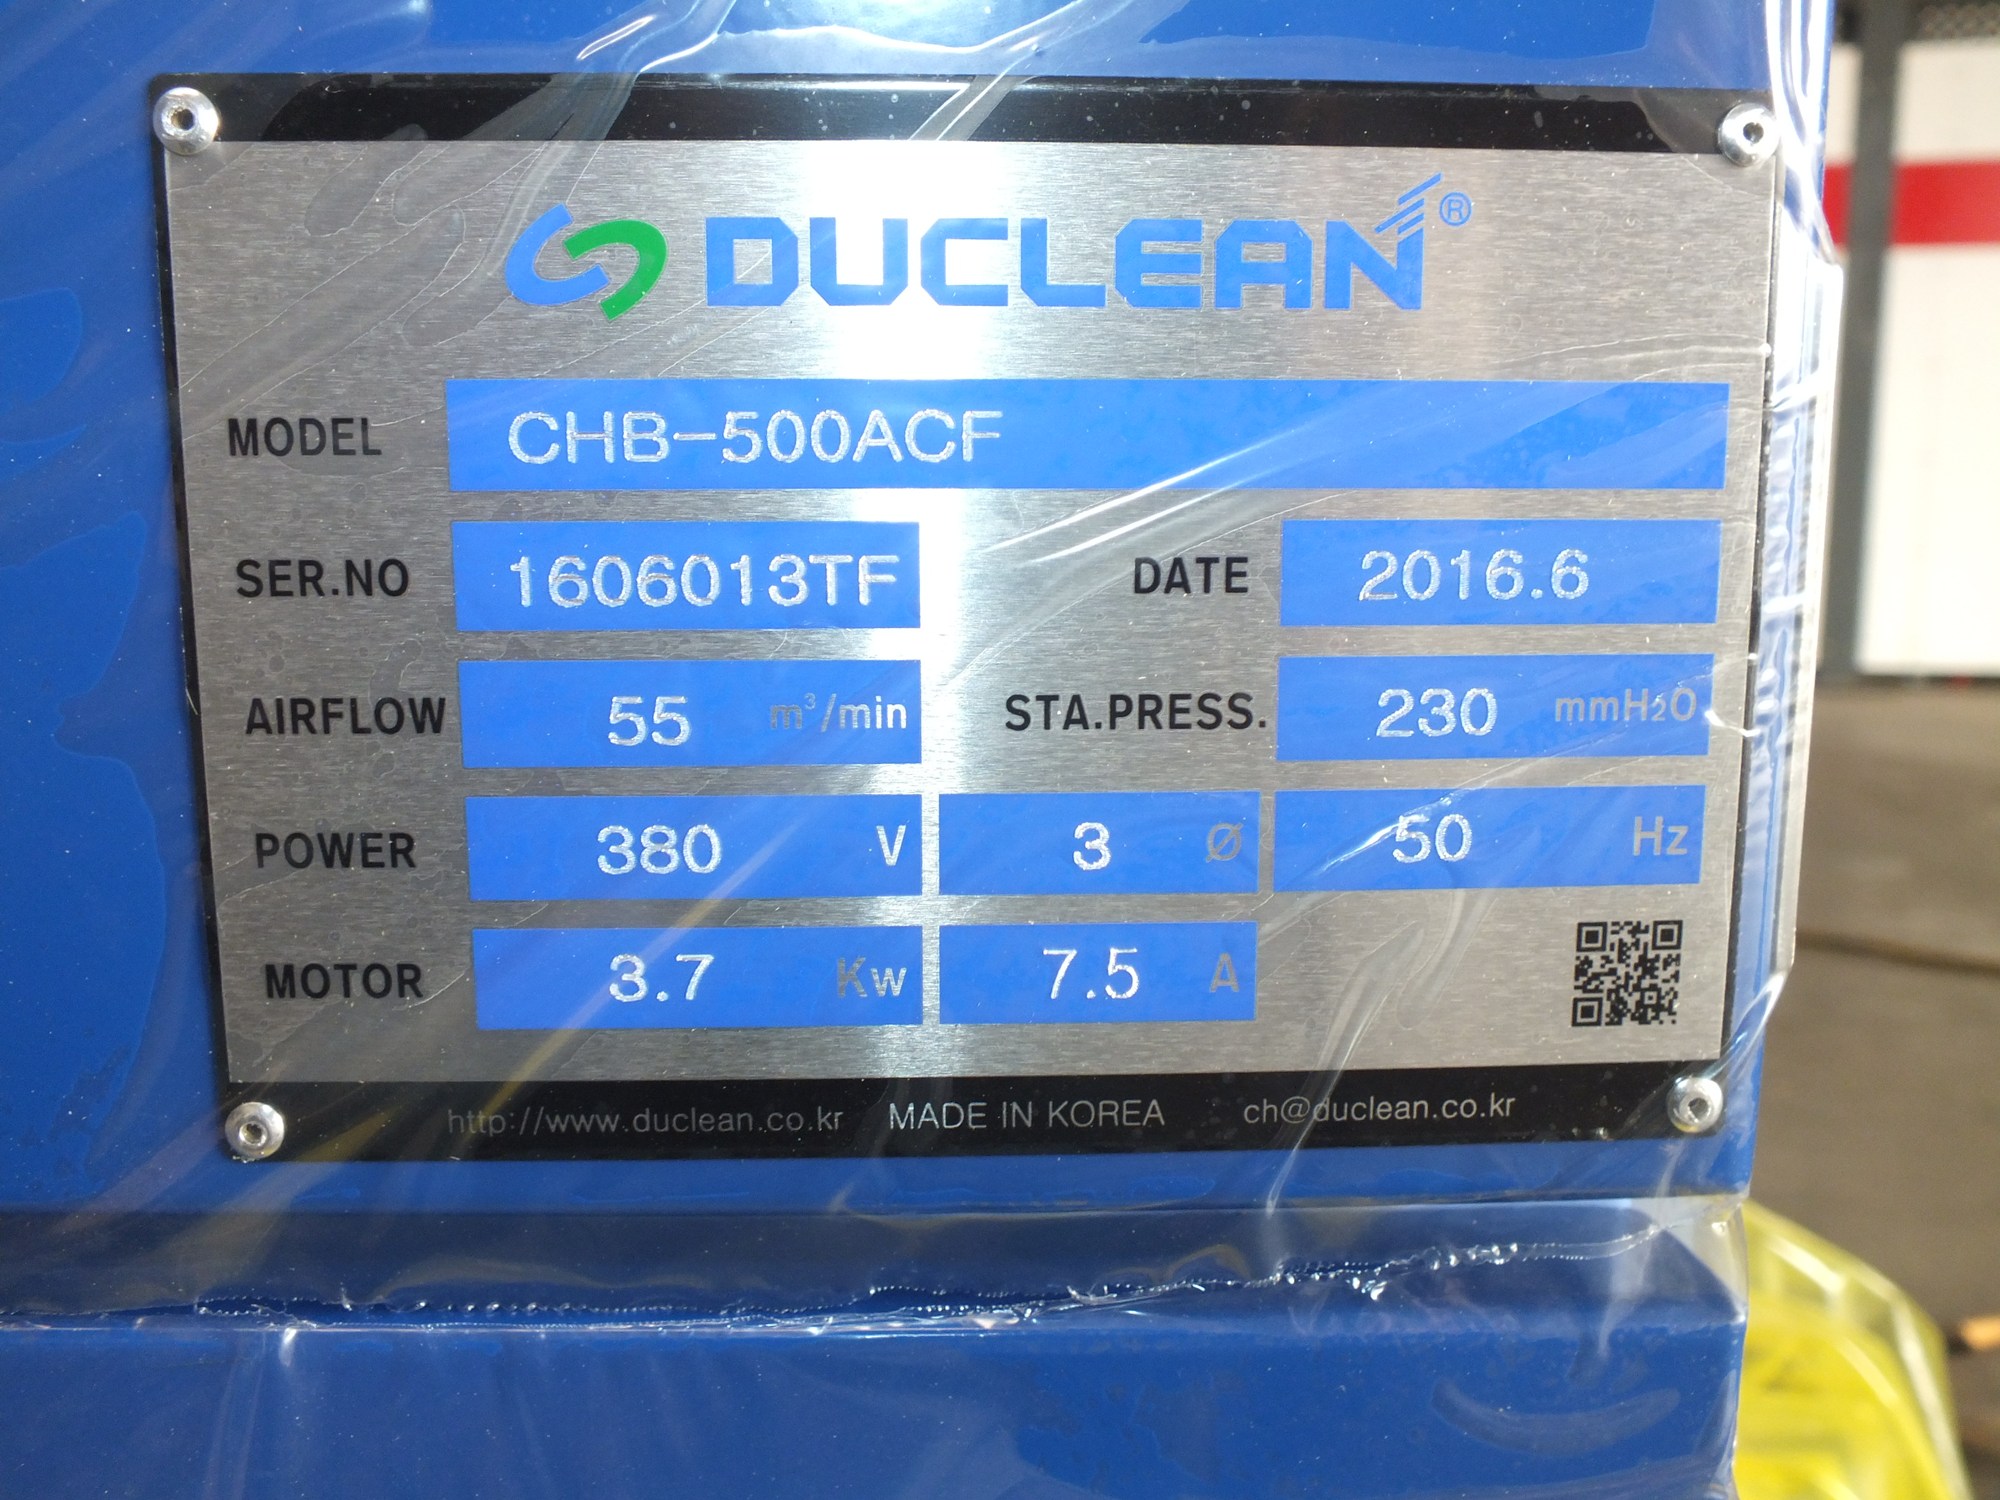 DUCLEAN®
MODEL CHB-500ACF
SER.NO 1606013TF DATE 2016.6
AIRFLOW 55 m³/min STA.PRESS. 230 mmH₂O
POWER 380 V 3 Ø 50 Hz
MOTOR 3.7 Kw 7.5 A
http://www.duclean.co.kr MADE IN KOREA ch@duclean.co.kr